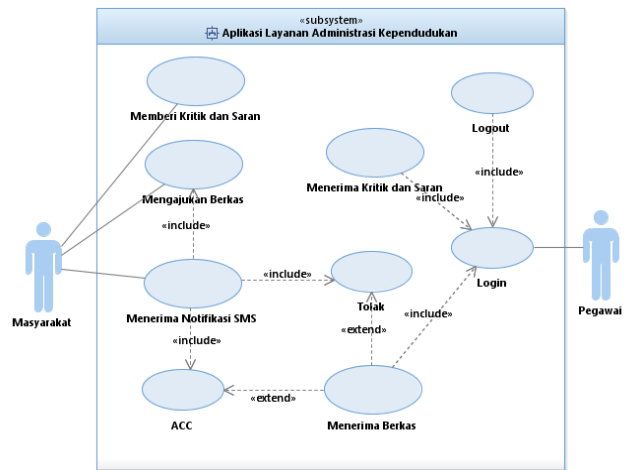 «subsystem»
Aplikasi Layanan Administrasi Kependudukan
Memberi Kritik dan Saran
Logout
Mengajukan Berkas
Menerima Kritik dan Saran
«include»
«include»
«include»
Masyarakat
Menerima Notifikasi SMS
«include»
Tolak
Login
Pegawai
«include»
«extend»
«include»
ACC
«extend»
Menerima Berkas